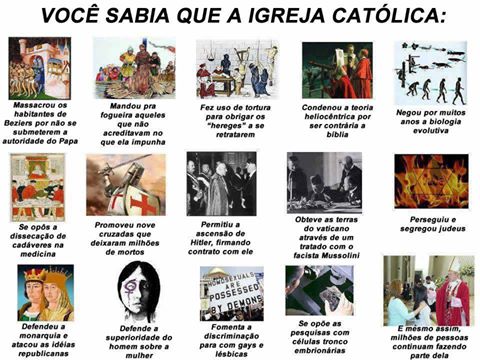 VOCÊ SABIA QUE A IGREJA CATÓLICA:
Massacrou os
habitantes de
Beziers por não se
submeterem a
autoridade do Papa
Mandou pra
fogueira aqueles
que não
acreditavam no
que ela impunha
Fez uso de tortura
para obrigar os
"hereges" a se
retratarem
Condenou a teoria
heliocêntrica por
ser contrária a
bíblia
Negou por muitos
anos a biologia
evolutiva
Se opôs a
dissecação de
cadáveres na
medicina
Promoveu nove
cruzadas que
deixaram milhões
de mortos
Permitiu a
ascensão de
Hitler, firmando
contrato com ele
Obteve as terras
do vaticano
através de um
tratado com o
facista Mussolini
Perseguiu e
segregou judeus
Defendeu a
monarquia e
atacou as idéias
republicanas
Defende a
superioridade do
homem sobre a
mulher
HOMOSEXUALS
ARE
POSSESSED
BY DEMONS
Fomenta a
discriminação
para com gays e
lésbicas
Se opõe as
pesquisas com
células tronco
embrionárias
E mesmo assim,
milhões de pessoas
continuam fazendo
parte dela